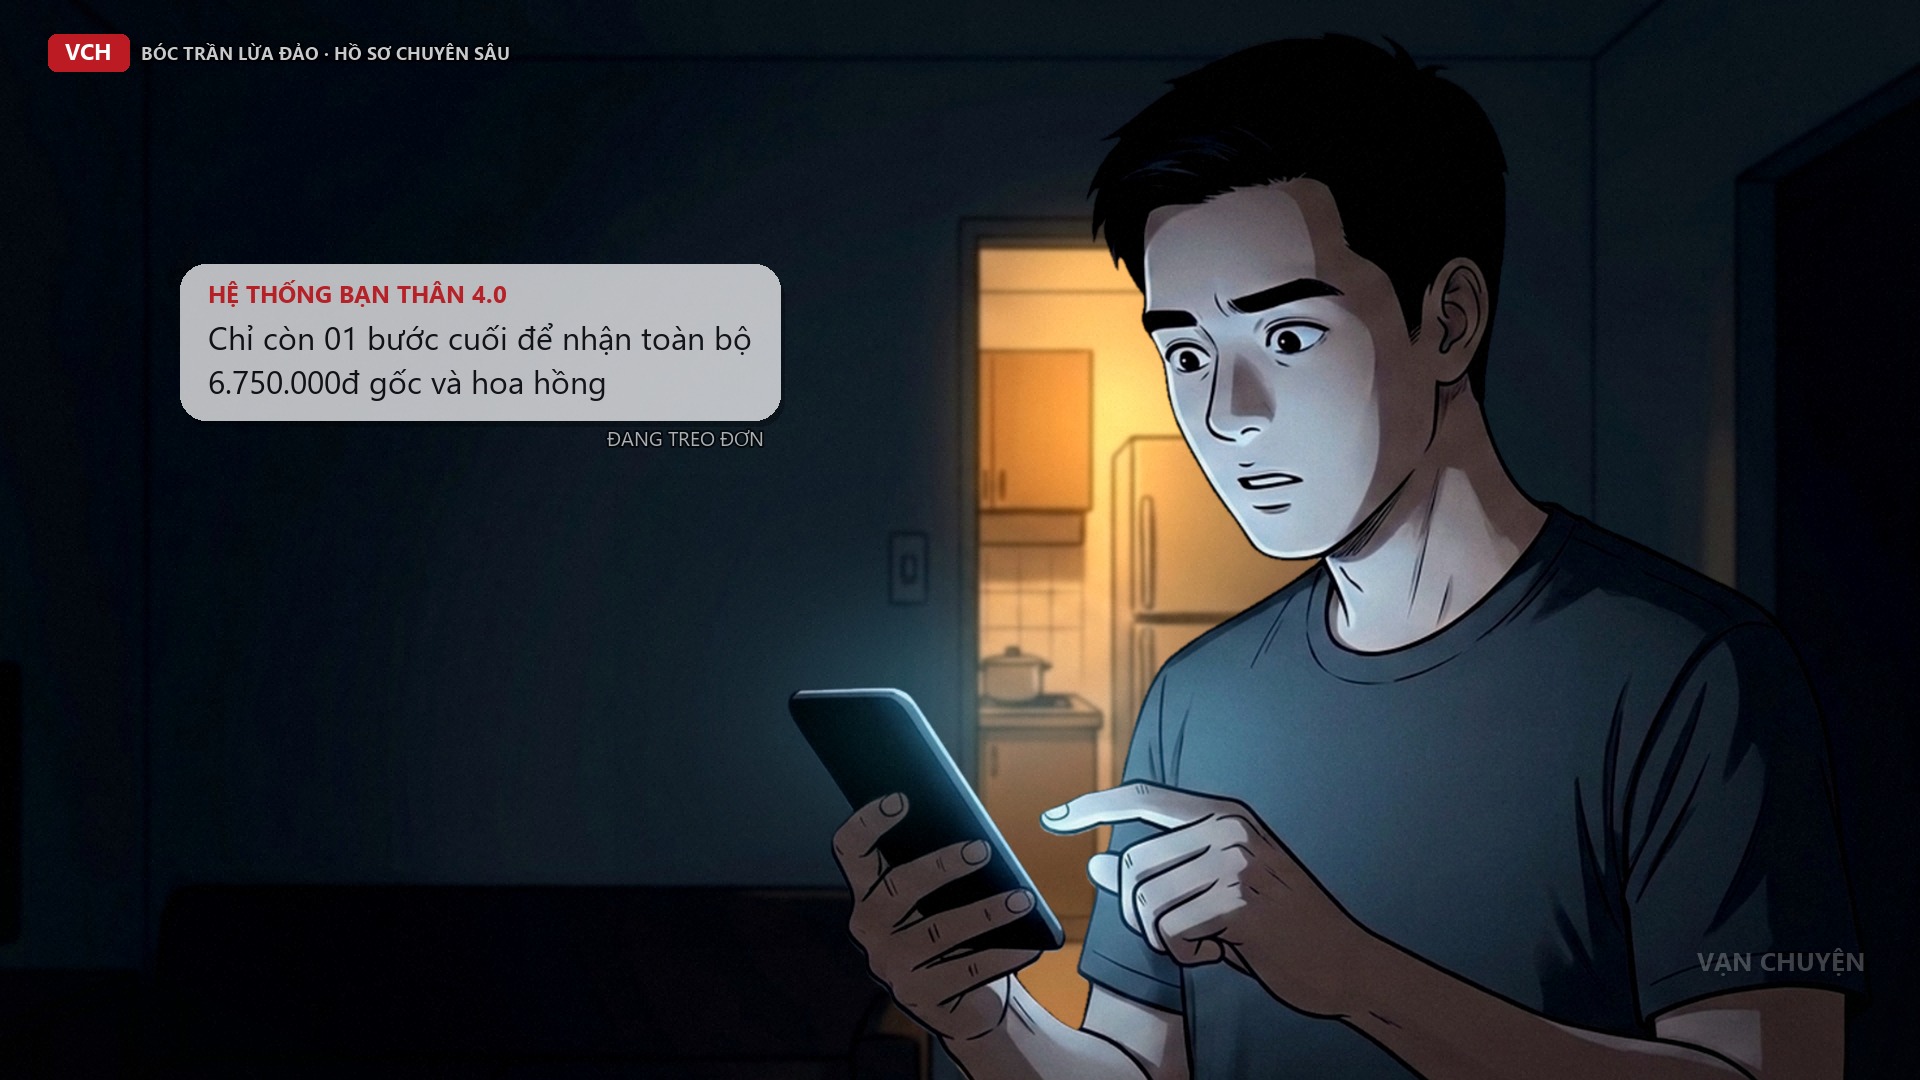 VCH BÓC TRẦN LỪA ĐẢO · HỒ SƠ CHUYÊN SÂU
HỆ THỐNG BẠN THÂN 4.0
Chỉ còn 01 bước cuối để nhận toàn bộ
6.750.000đ gốc và hoa hồng
ĐANG TREO ĐƠN
VẠN CHUYỆN